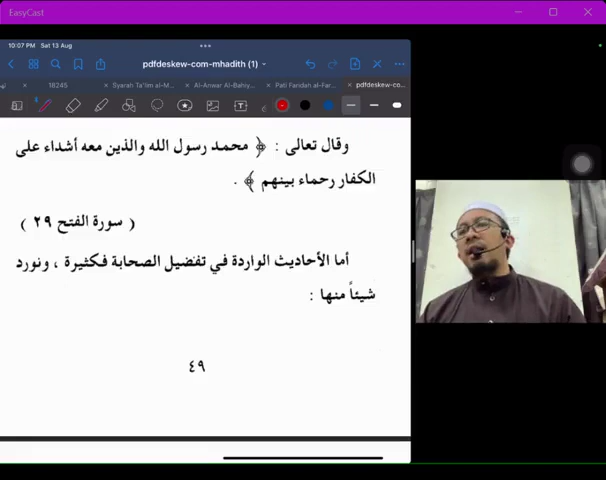 EasyCast
10:07 PM Sat 13 Aug
pdfdeskew-com-mhadith (1)
18245
Syarah Ta'lim al-M...
Al-Anwar Al-Bahiy...
Pati Faridah al-Far...
pdfdeskew-co...
وقال تعالى : ﴿ محمد رسول الله والذين معه أشداء على
الكفار رحماء بينهم ﴾ .
( سورة الفتح ٢٩ )
أما الأحاديث الواردة في تفضيل الصحابة فكثيرة ، ونورد
شيئاً منها :
٤٩